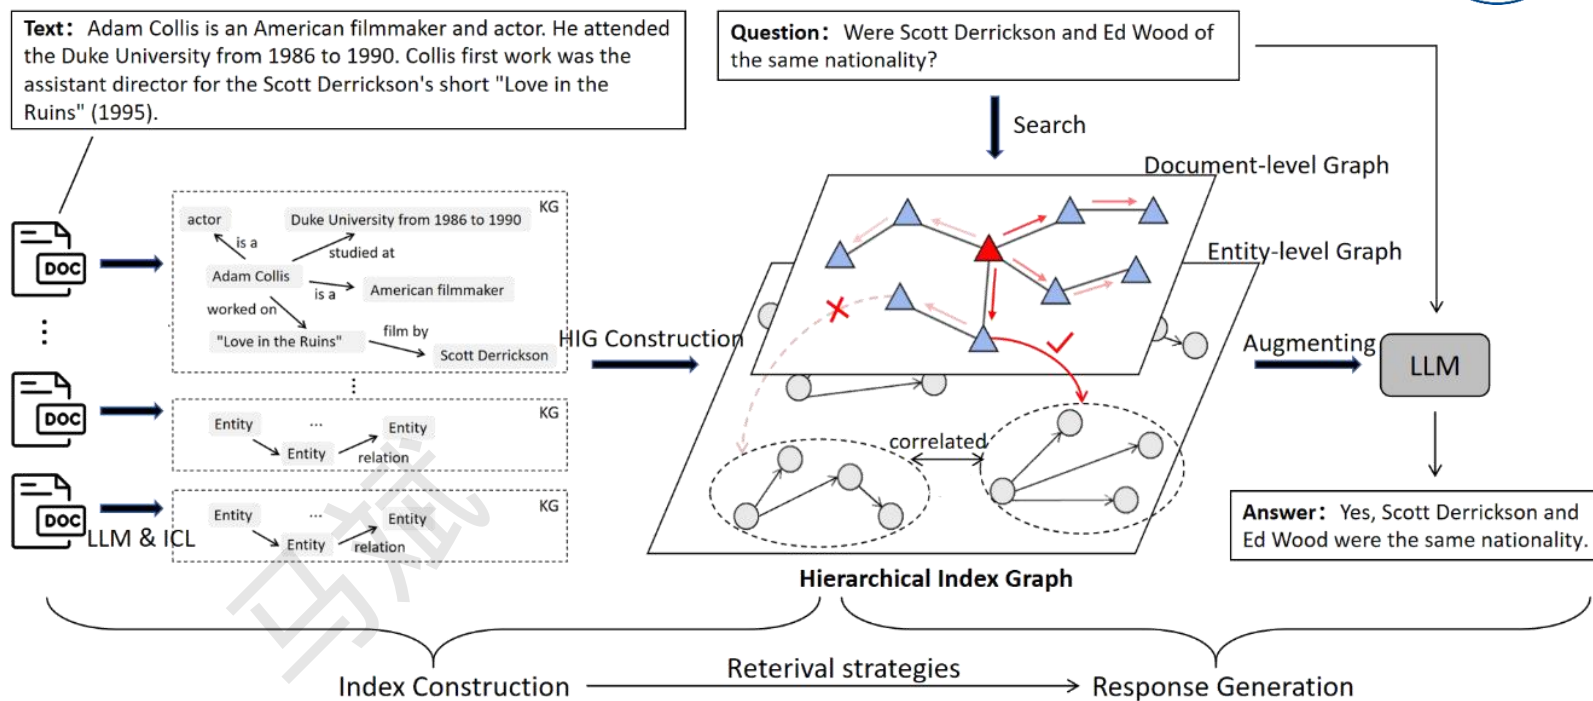 Text： Adam Collis is an American filmmaker and actor. He attended
the Duke University from 1986 to 1990. Collis first work was the
assistant director for the Scott Derrickson's short "Love in the
Ruins" (1995).
Question： Were Scott Derrickson and Ed Wood of
the same nationality?
Search
Document-level Graph
Entity-level Graph
DOC
KG
actor
Duke University from 1986 to 1990
is a
studied at
Adam Collis
is a
American filmmaker
worked on
"Love in the Ruins"
film by
Scott Derrickson
HIG Construction
Augmenting
LLM
⋮
⋮
DOC
KG
Entity
...
Entity
Entity
relation
correlated
DOC
LLM & ICL
KG
Entity
...
Entity
Entity
relation
Answer： Yes, Scott Derrickson and
Ed Wood were the same nationality.
Hierarchical Index Graph
马斌
Index Construction
Reterival strategies
Response Generation